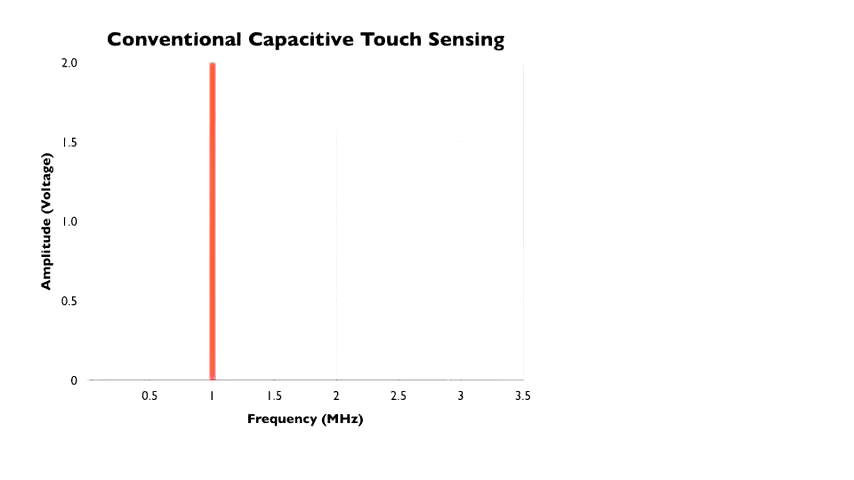 Conventional Capacitive Touch Sensing
2.0
1.5
1.0
0.5
0
Amplitude (Voltage)
0.5 1 1.5 2 2.5 3 3.5
Frequency (MHz)